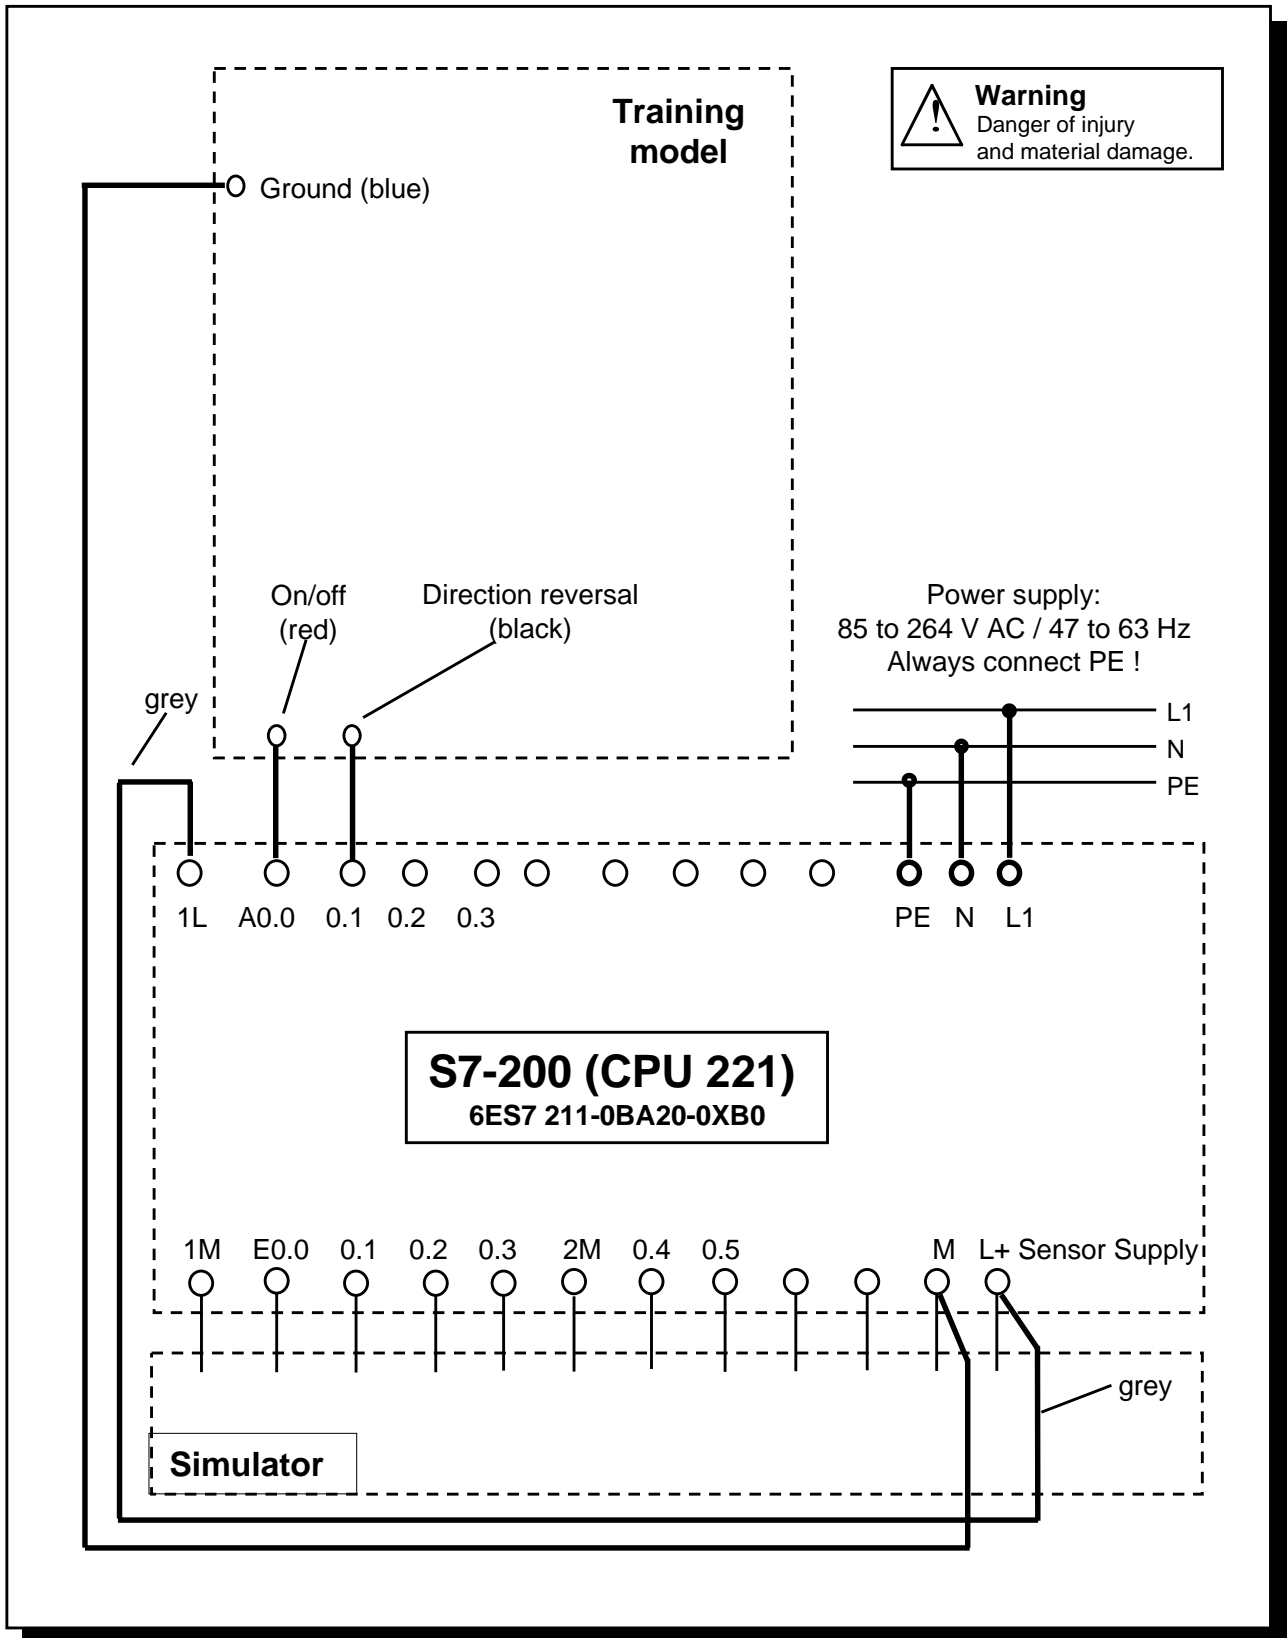 Training
model
Warning
Danger of injury
and material damage.
!
Ground (blue)
On/off
(red)
Direction reversal
(black)
Power supply:
85 to 264 V AC / 47 to 63 Hz
Always connect PE !
grey
L1
N
PE
1L A0.0 0.1 0.2 0.3 PE N L1
S7-200 (CPU 221)
6ES7 211-0BA20-0XB0
1M E0.0 0.1 0.2 0.3 2M 0.4 0.5 M L+ Sensor Supply
grey
Simulator